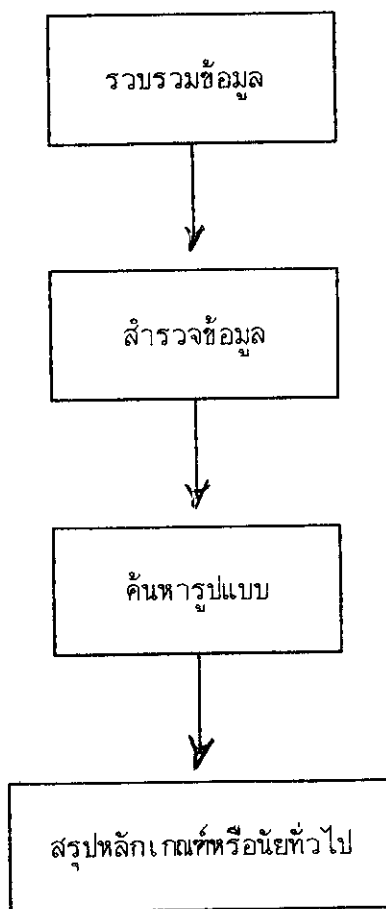 รวบรวมข้อมูล
สำรวจข้อมูล
ค้นหารูปแบบ
สรุปหลักเกณฑ์หรือนัยทั่วไป